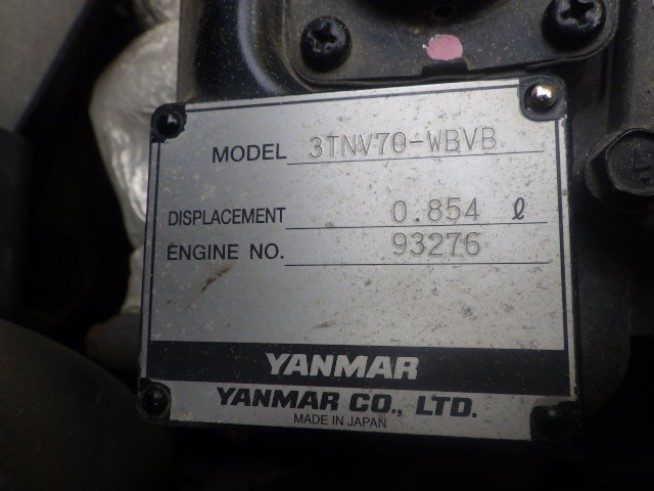 MODEL 3TNV70-WBVB
DISPLACEMENT 0.854 ℓ
ENGINE NO. 93276
YANMAR
YANMAR CO., LTD.
MADE IN JAPAN